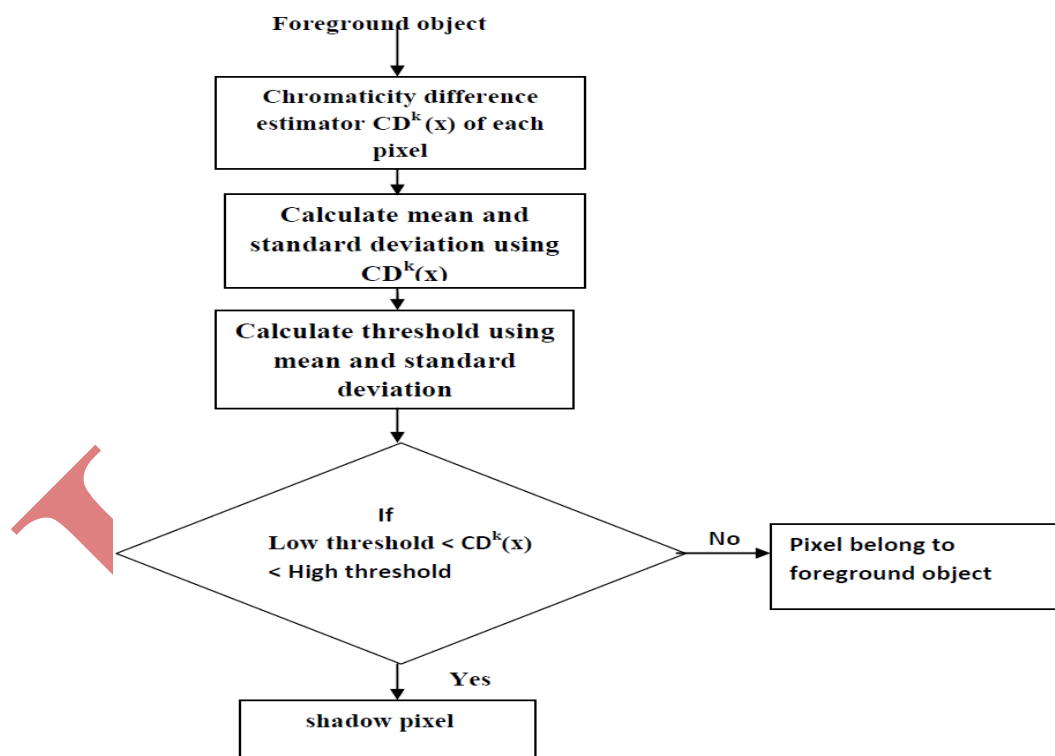 Foreground object
Chromaticity difference
estimator CDᵏ(x) of each
pixel
Calculate mean and
standard deviation using
CDᵏ(x)
Calculate threshold using
mean and standard
deviation
If
Low threshold < CDᵏ(x)
< High threshold
No
Pixel belong to
foreground object
Yes
shadow pixel